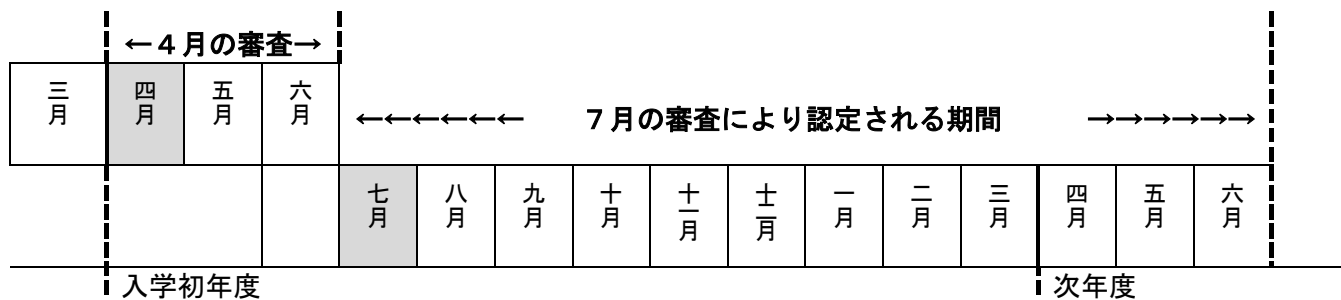 ←４月の審査→
三月 四月 五月 六月
←←←←←← ７月の審査により認定される期間 →→→→→→
七月 八月 九月 十月 十一月 十二月 一月 二月 三月 四月 五月 六月
入学初年度 次年度